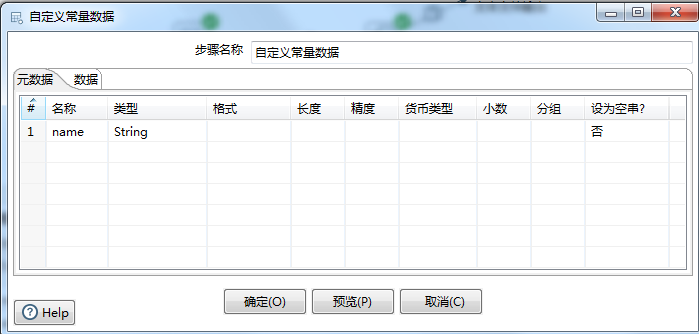 自定义常量数据
步骤名称 自定义常量数据
元数据 数据
# 名称 类型 格式 长度 精度 货币类型 小数 分组 设为空串?
1 name String 否
确定(O) 预览(P) 取消(C)
Help